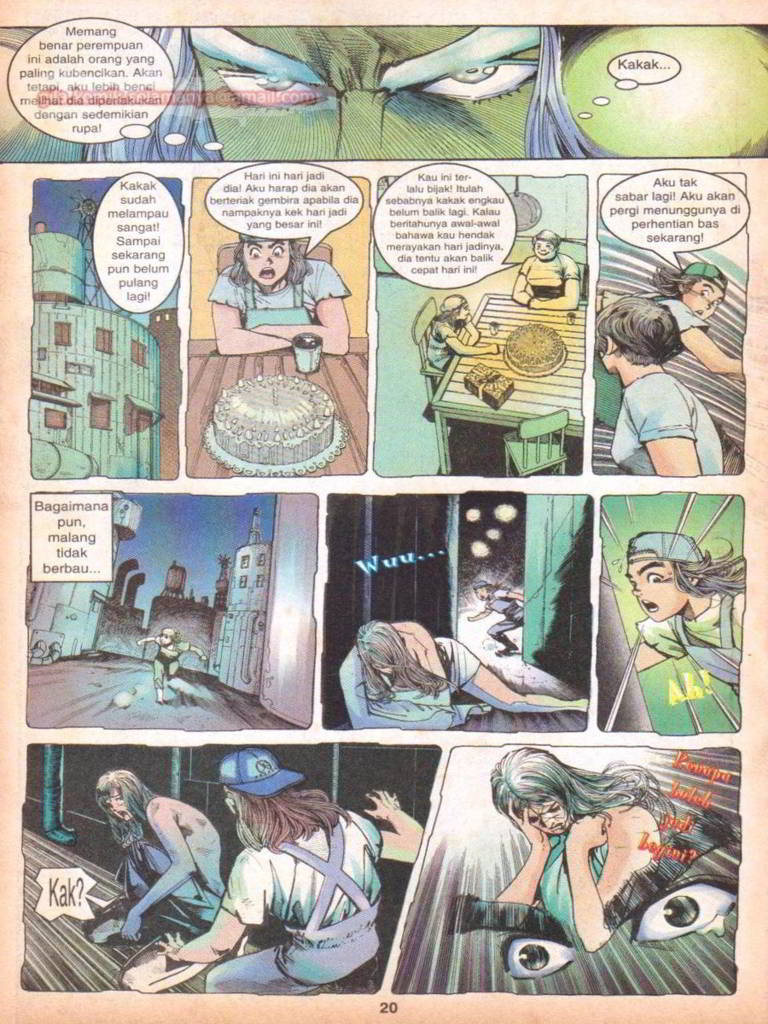 Memang
benar perempuan
ini adalah orang yang
paling kubencikan. Akan
tetapi, aku lebih benci
melihat dia diperlakukan
dengan sedemikian
rupa!
Kakak...
Kakak
sudah
melampau
sangat!
Sampai
sekarang
pun belum
pulang
lagi!
Hari ini hari jadi
dia! Aku harap dia akan
berteriak gembira apabila dia
nampaknya kek hari jadi
yang besar ini!
Kau ini ter-
lalu bijak! Itulah
sebabnya kakak engkau
belum balik lagi. Kalau
beritahunya awal-awal
bahawa kau hendak
merayakan hari jadinya,
dia tentu akan balik
cepat hari ini!
Aku tak
sabar lagi! Aku akan
pergi menunggunya di
perhentian bas
sekarang!
Bagaimana
pun,
malang
tidak
berbau...
Wuu...
Ah!
Kak?
Kenapa
boleh
jadi
begini?
20